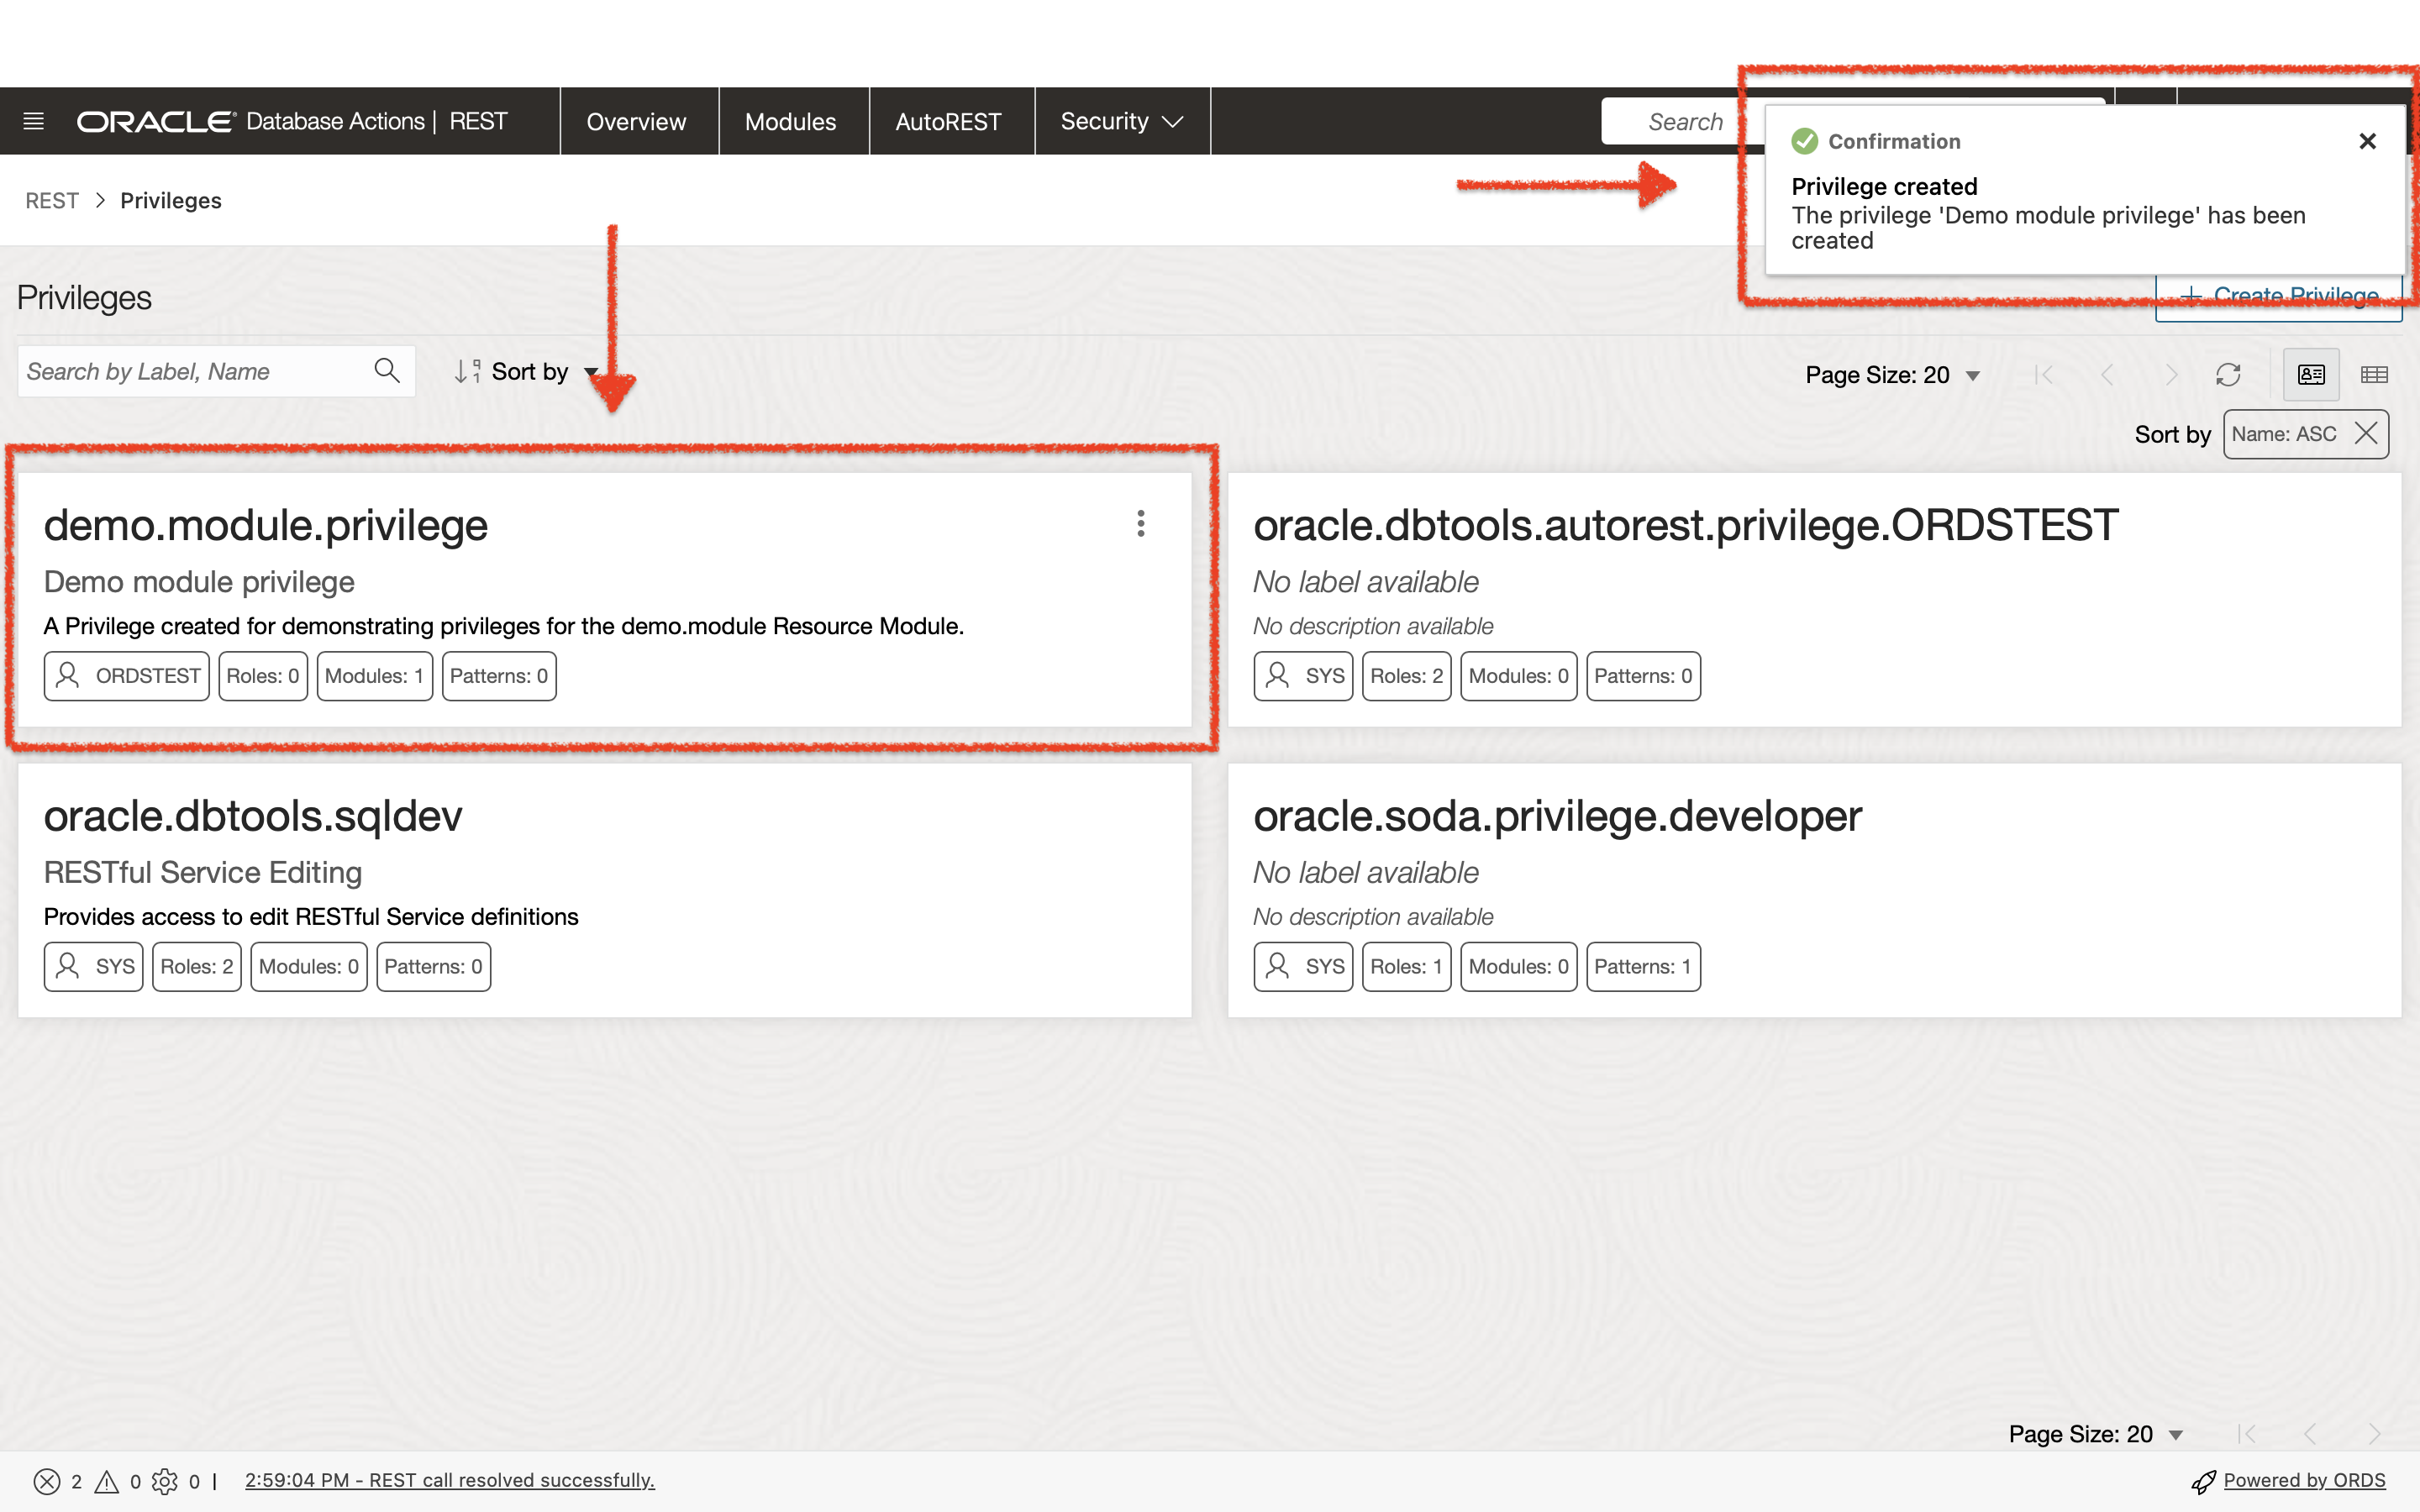 ORACLE Database Actions | REST
Overview
Modules
AutoREST
Security
Search
Confirmation
Privilege created
The privilege 'Demo module privilege' has been
created
REST > Privileges
Privileges
+ Create Privilege
Search by Label, Name
Sort by
Page Size: 20
Sort by
Name: ASC
demo.module.privilege
Demo module privilege
A Privilege created for demonstrating privileges for the demo.module Resource Module.
ORDSTEST
Roles: 0
Modules: 1
Patterns: 0
oracle.dbtools.autorest.privilege.ORDSTEST
No label available
No description available
SYS
Roles: 2
Modules: 0
Patterns: 0
oracle.dbtools.sqldev
RESTful Service Editing
Provides access to edit RESTful Service definitions
SYS
Roles: 2
Modules: 0
Patterns: 0
oracle.soda.privilege.developer
No label available
No description available
SYS
Roles: 1
Modules: 0
Patterns: 1
Page Size: 20
2 0 0 | 2:59:04 PM - REST call resolved successfully.
Powered by ORDS